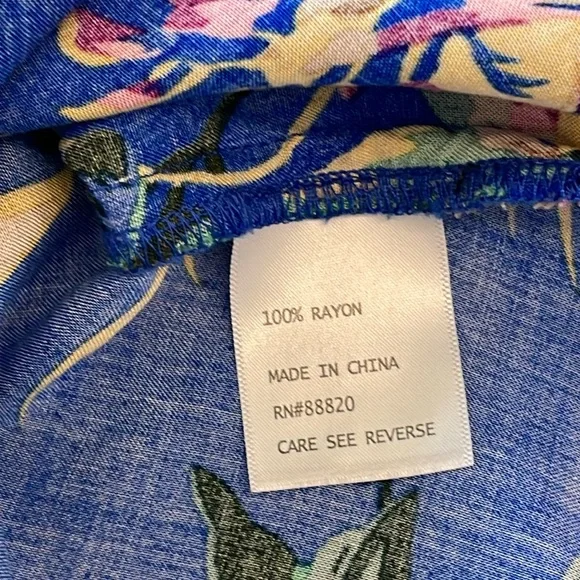 100% RAYON
MADE IN CHINA
RN#88820
CARE SEE REVERSE